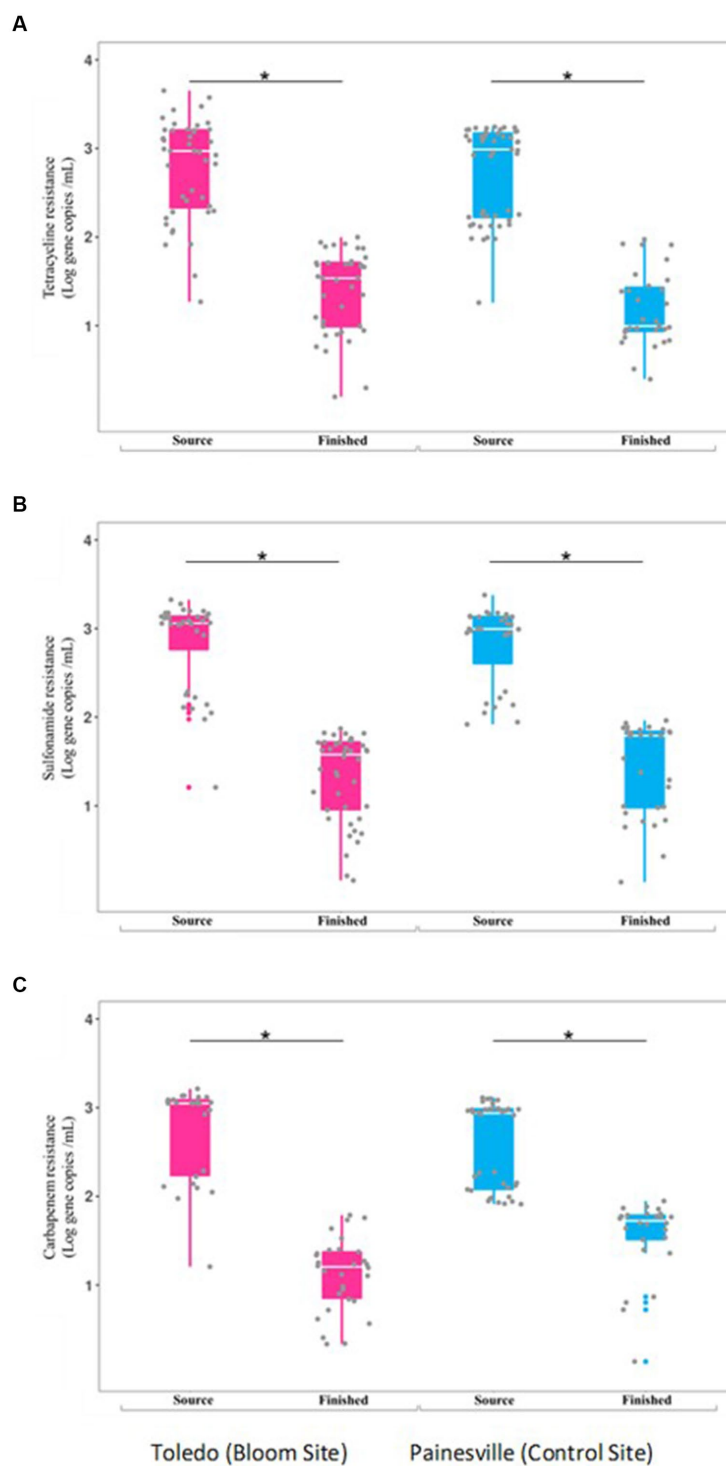 A
Tetracycline resistance
(Log gene copies /mL)
4
3
2
1
*
*
Source
Finished
Source
Finished
B
Sulfonamide resistance
(Log gene copies /mL)
4
3
2
1
*
*
Source
Finished
Source
Finished
C
Carbapenem resistance
(Log gene copies /mL)
4
3
2
1
*
*
Source
Finished
Source
Finished
Toledo (Bloom Site)
Painesville (Control Site)